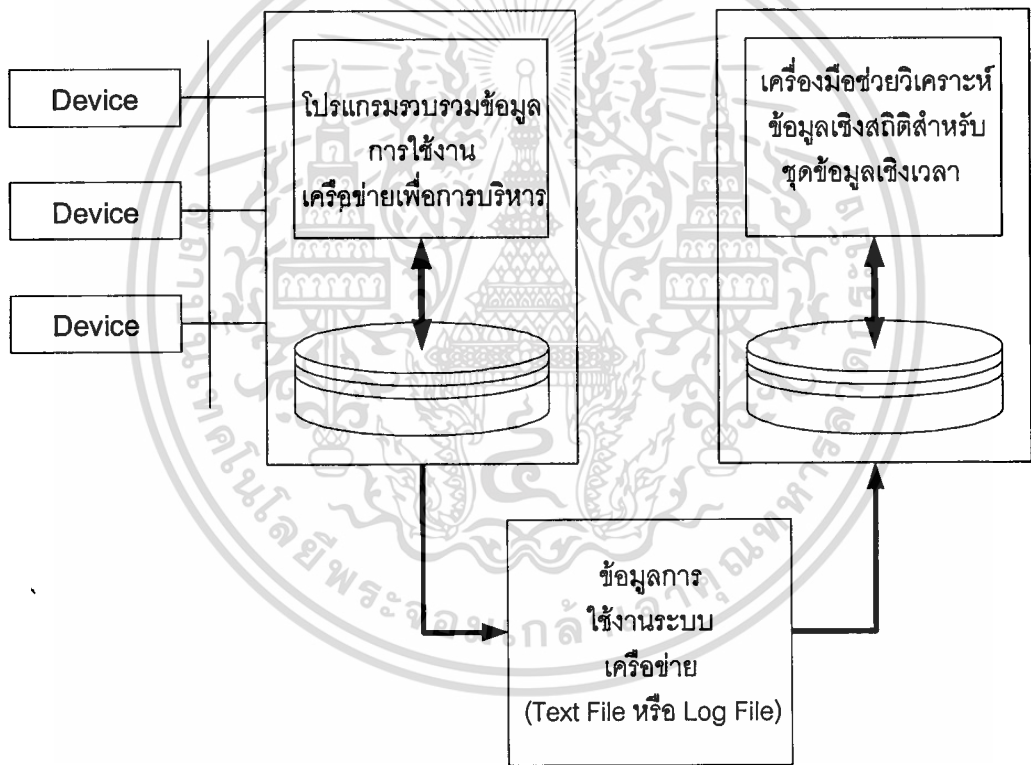 Device
Device
Device
โปรแกรมรวบรวมข้อมูล
การใช้งาน
เครือข่ายเพื่อการบริหาร
เครื่องมือช่วยวิเคราะห์
ข้อมูลเชิงสถิติสำหรับ
ชุดข้อมูลเชิงเวลา
ข้อมูลการ
ใช้งานระบบ
เครือข่าย
(Text File หรือ Log File)